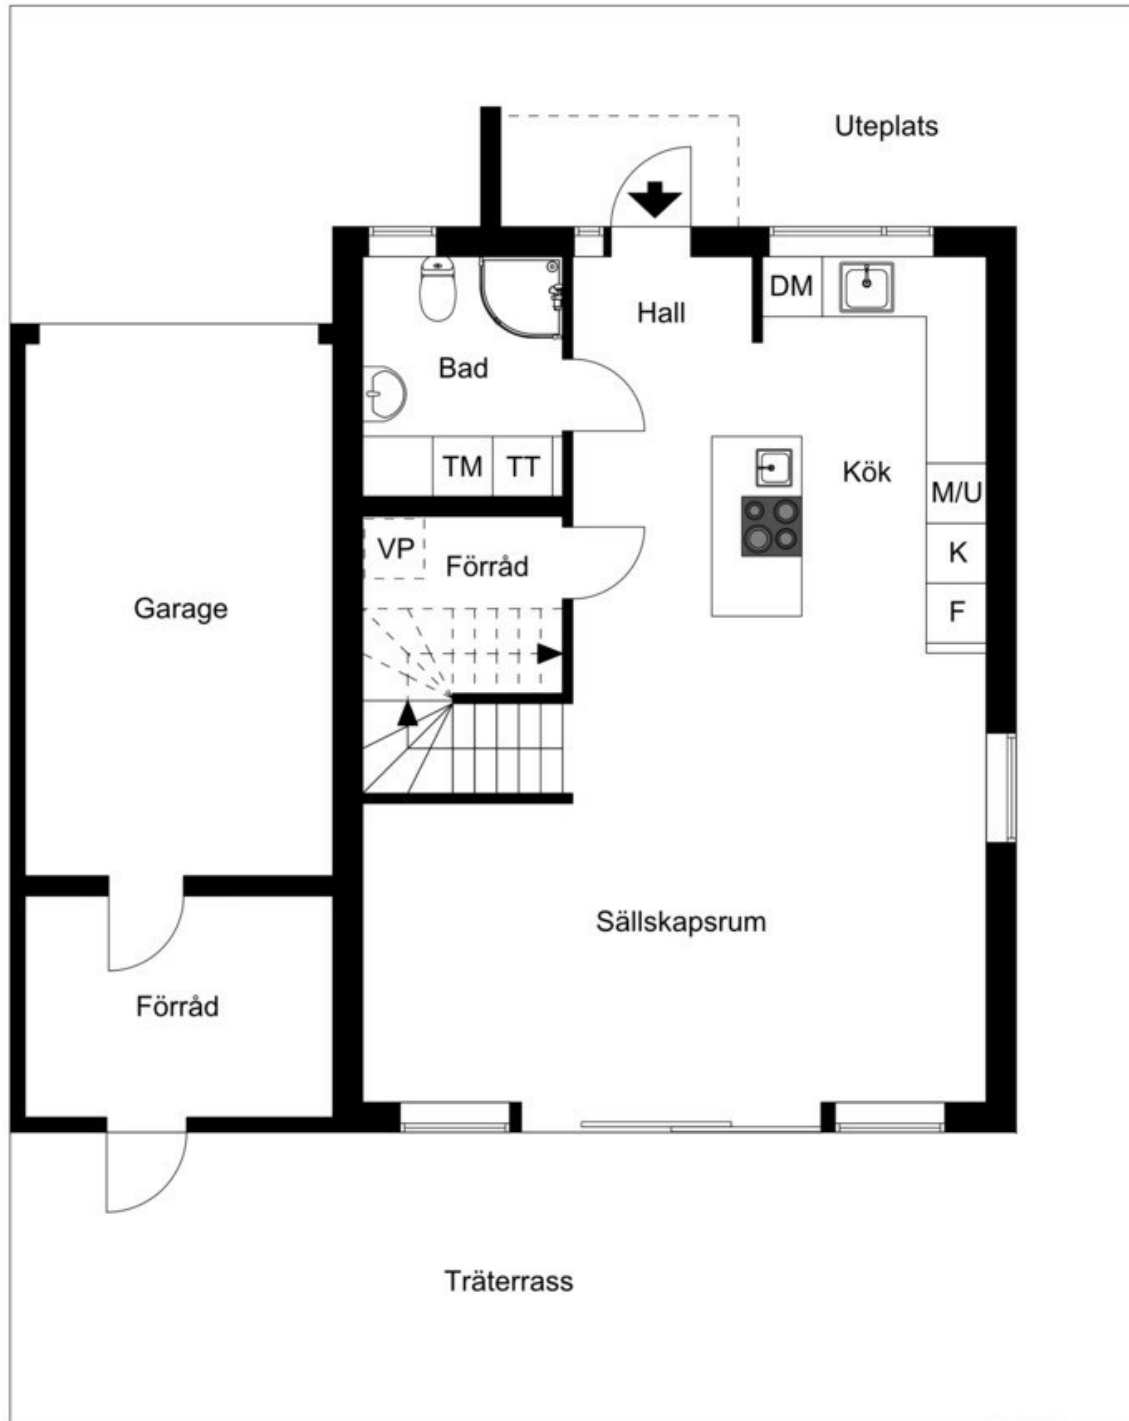 Uteplats
DM
Hall
Bad
TM
TT
Kök
M/U
VP
Förråd
K
Garage
F
Sällskapsrum
Förråd
Träterrass